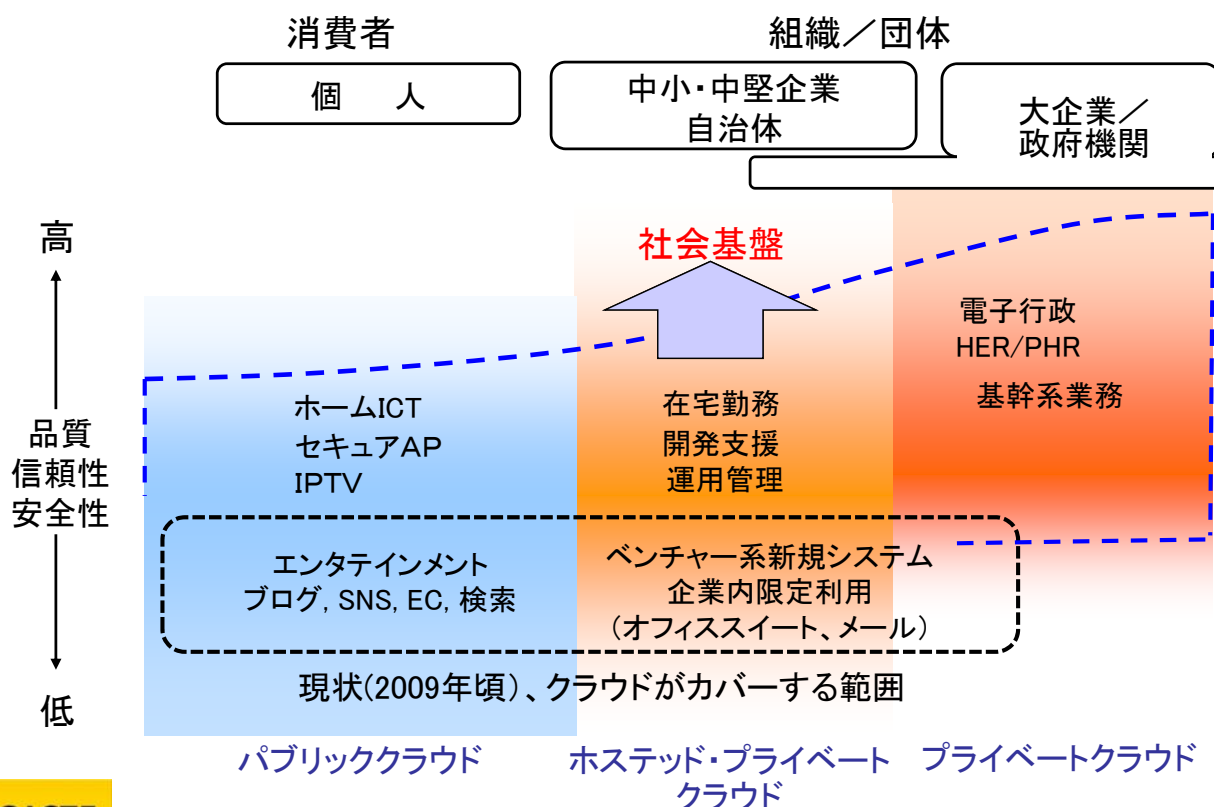 消費者
組織／団体
個　人
中小・中堅企業
自治体
大企業／
政府機関
高
社会基盤
電子行政
HER/PHR
基幹系業務
ホームICT
セキュアAP
IPTV
在宅勤務
開発支援
運用管理
品質
信頼性
安全性
エンタテインメント
ブログ, SNS, EC, 検索
ベンチャー系新規システム
企業内限定利用
（オフィススイート、メール）
現状(2009年頃)、クラウドがカバーする範囲
低
パブリッククラウド
ホステッド・プライベート
クラウド
プライベートクラウド